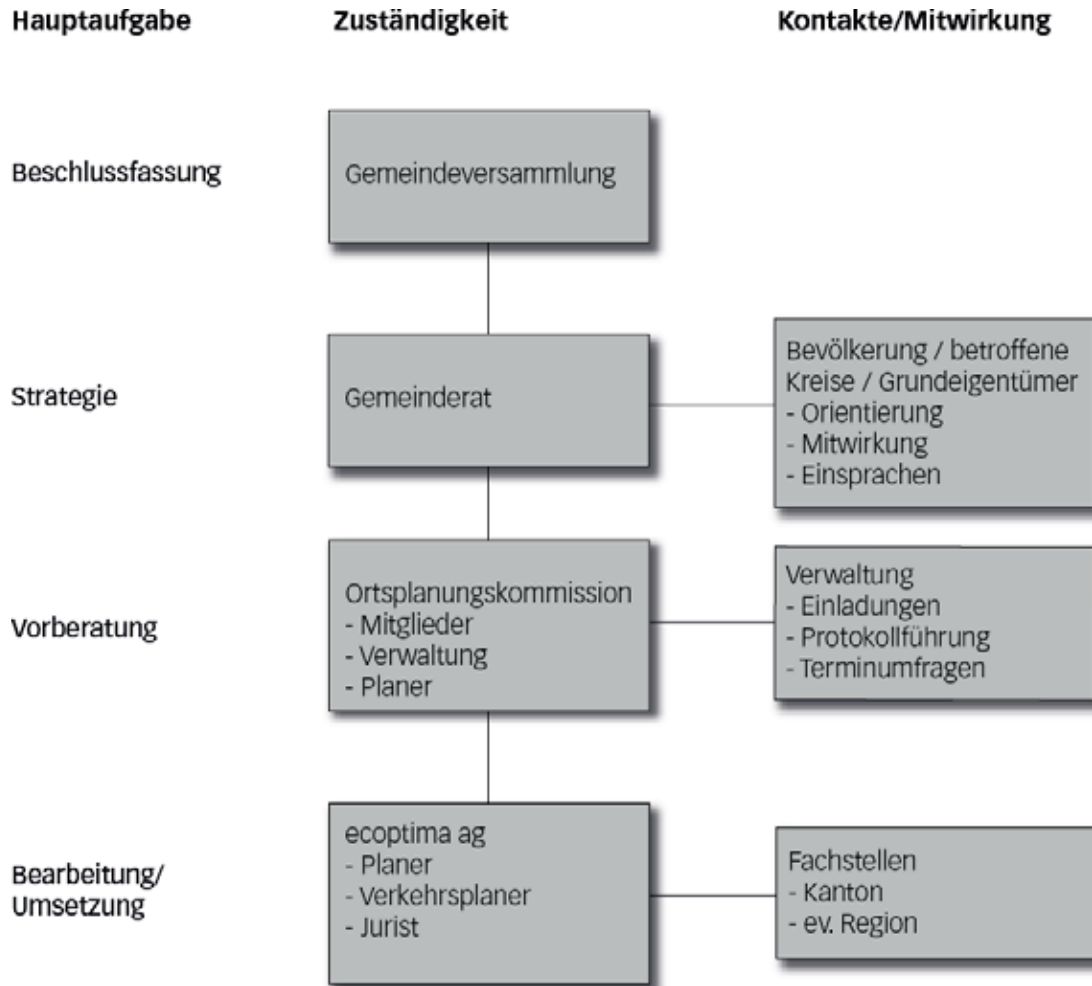 Hauptaufgabe
Zuständigkeit
Kontakte/Mitwirkung
Beschlussfassung
Gemeindeversammlung
Strategie
Gemeinderat
Bevölkerung / betroffene
Kreise / Grundeigentümer
- Orientierung
- Mitwirkung
- Einsprachen
Vorberatung
Ortsplanungskommission
- Mitglieder
- Verwaltung
- Planer
Verwaltung
- Einladungen
- Protokollführung
- Terminumfragen
Bearbeitung/
Umsetzung
ecoptima ag
- Planer
- Verkehrsplaner
- Jurist
Fachstellen
- Kanton
- ev. Region